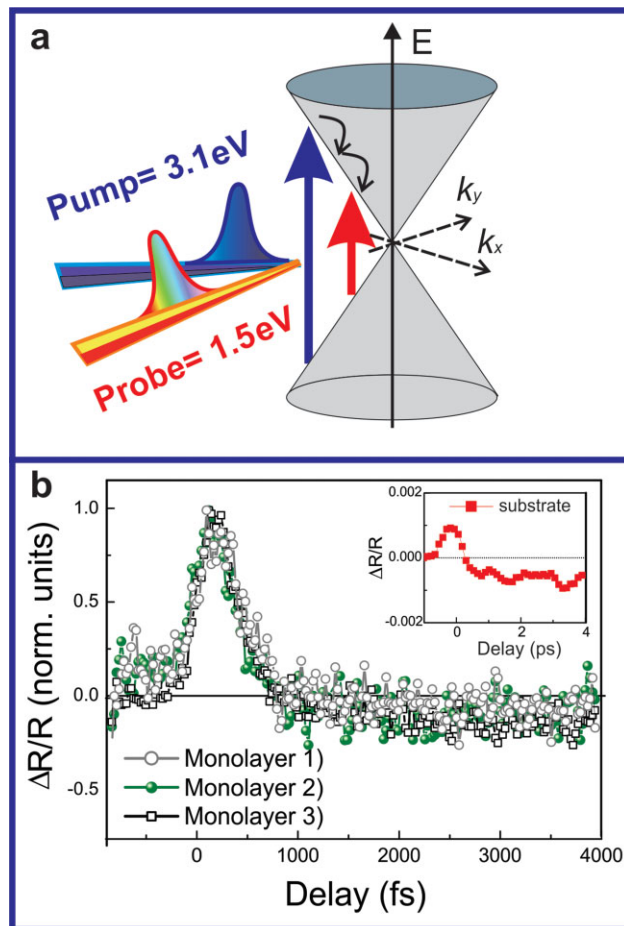 a
E
Pump= 3.1eV
k_y
k_x
Probe= 1.5eV
b
ΔR/R (norm. units)
1.0
0.5
0.0
-0.5
0.002
0.000
-0.002
ΔR/R
substrate
0 2 4
Delay (ps)
Monolayer 1)
Monolayer 2)
Monolayer 3)
0 1000 2000 3000 4000
Delay (fs)